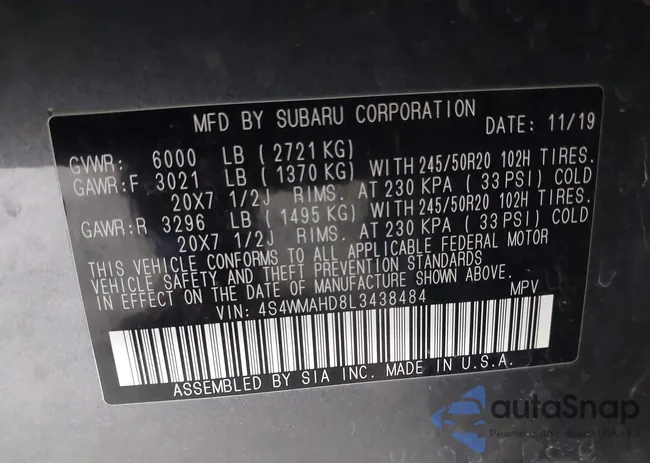 MFD BY SUBARU CORPORATION DATE: 11/19
GVWR: 6000 LB (2721 KG)
GAWR:F 3021 LB (1370 KG) WITH 245/50R20 102H TIRES.
20X7 1/2J RIMS. AT 230 KPA (33 PSI) COLD
GAWR:R 3296 LB (1495 KG) WITH 245/50R20 102H TIRES.
20X7 1/2J RIMS. AT 230 KPA (33 PSI) COLD
THIS VEHICLE CONFORMS TO ALL APPLICABLE FEDERAL MOTOR
VEHICLE SAFETY AND THEFT PREVENTION STANDARDS
IN EFFECT ON THE DATE OF MANUFACTURE SHOWN ABOVE.
VIN: 4S4WMAHD8L3438484 MPV
ASSEMBLED BY SIA INC. MADE IN U.S.A.
autaSnap